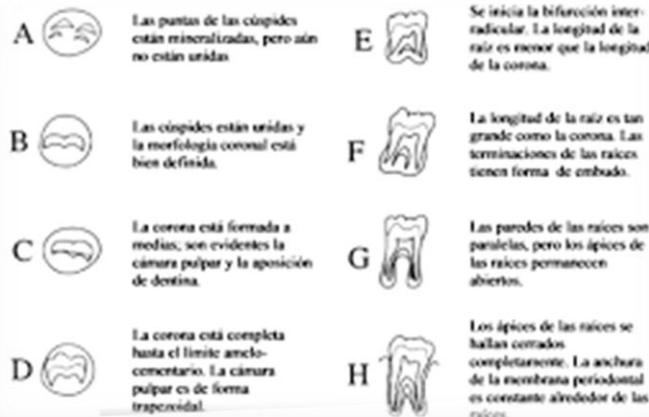 A
Las puntas de las cúspides
están mineralizadas, pero aún
no están unidas
B
Las cúspides están unidas y
la morfología coronal está
bien definida.
C
La corona está formada a
medias; son evidentes la
cámara pulpar y la aposición
de dentina.
D
La corona está completa
hasta el límite amelo-
cementario. La cámara
pulpar es de forma
trapezoidal.
E
Se inicia la bifurcción inter-
radicular. La longitud de la
raíz es menor que la longitud
de la corona.
F
La longitud de la raíz es tan
grande como la corona. Las
terminaciones de las raíces
tienen forma de embudo.
G
Las paredes de las raíces son
paralelas, pero los ápices de
las raíces permanecen
abiertos.
H
Los ápices de las raíces se
hallan cerrados
completamente. La anchura
de la membrana periodontal
es constante alrededor de las
raíces.